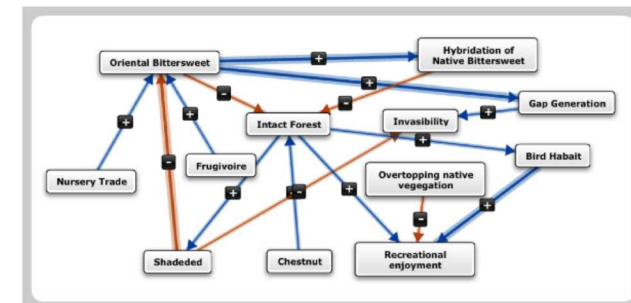 Hybridation of
Native Bittersweet
Oriental Bittersweet
+
+
Gap Generation
-
-
+
+
Intact Forest
Invasibility
+
+
Bird Habait
-
Frugivoire
Overtopping native
vegegation
Nursery Trade
+
-
+
+
-
Shadeded
Chestnut
Recreational
enjoyment